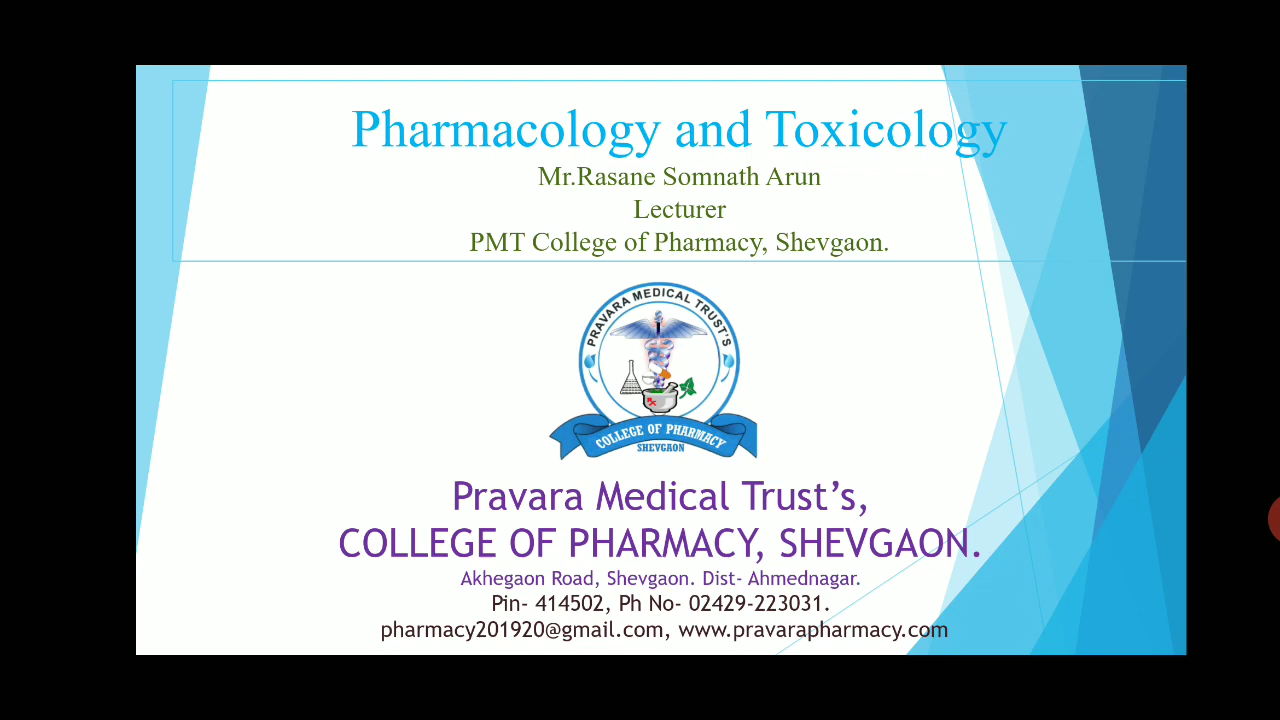 Pharmacology and Toxicology
Mr.Rasane Somnath Arun
Lecturer
PMT College of Pharmacy, Shevgaon.
PRAVARA MEDICAL TRUST'S
COLLEGE OF PHARMACY
SHEVGAON
Pravara Medical Trust’s,
COLLEGE OF PHARMACY, SHEVGAON.
Akhegaon Road, Shevgaon. Dist- Ahmednagar.
Pin- 414502, Ph No- 02429-223031.
pharmacy201920@gmail.com, www.pravarapharmacy.com